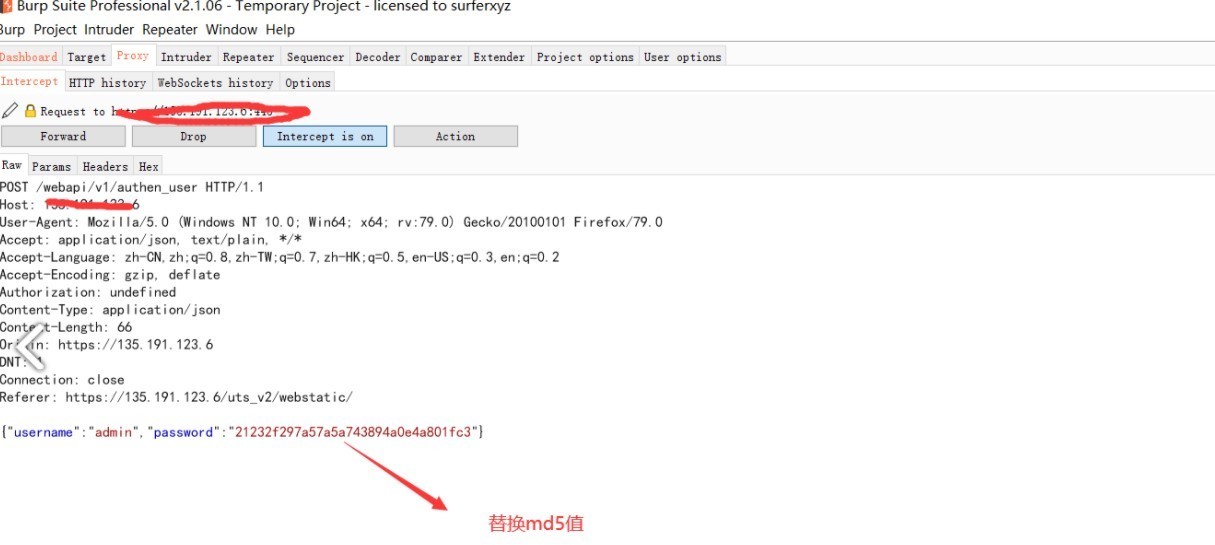 Burp Suite Professional v2.1.06 - Temporary Project - licensed to surferxyz
Burp Project Intruder Repeater Window Help
Dashboard Target Proxy Intruder Repeater Sequencer Decoder Comparer Extender Project options User options
Intercept HTTP history WebSockets history Options
Request to
Forward Drop Intercept is on Action
Raw Params Headers Hex
POST /webapi/v1/authen_user HTTP/1.1
Host:
User-Agent: Mozilla/5.0 (Windows NT 10.0; Win64; x64; rv:79.0) Gecko/20100101 Firefox/79.0
Accept: application/json, text/plain, */*
Accept-Language: zh-CN,zh;q=0.8,zh-TW;q=0.7,zh-HK;q=0.5,en-US;q=0.3,en;q=0.2
Accept-Encoding: gzip, deflate
Authorization: undefined
Content-Type: application/json
Content-Length: 66
Origin: https://135.191.123.6
DNT:
Connection: close
Referer: https://135.191.123.6/uts_v2/webstatic/
{"username":"admin","password":"21232f297a57a5a743894a0e4a801fc3"}
替换md5值